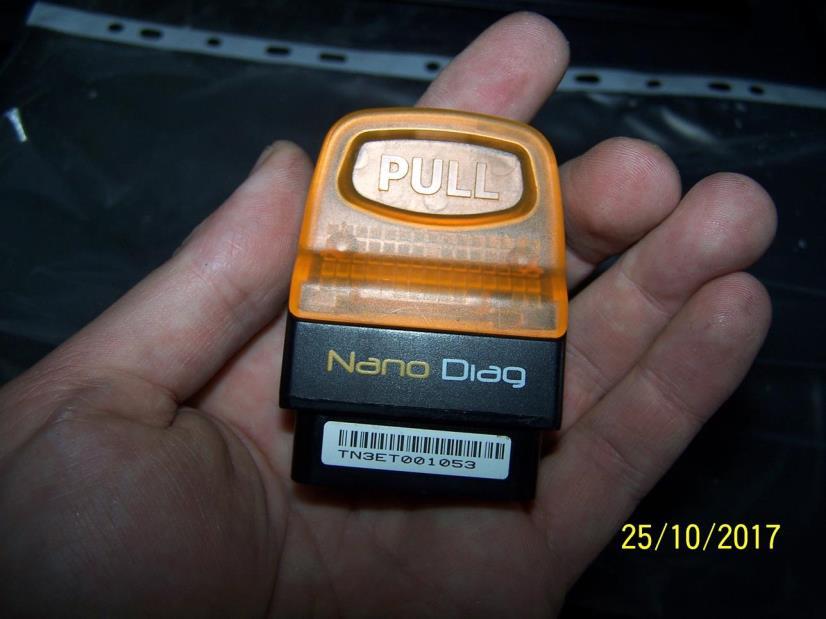 PULL
Nano Diag
TN3ET001053
25/10/2017